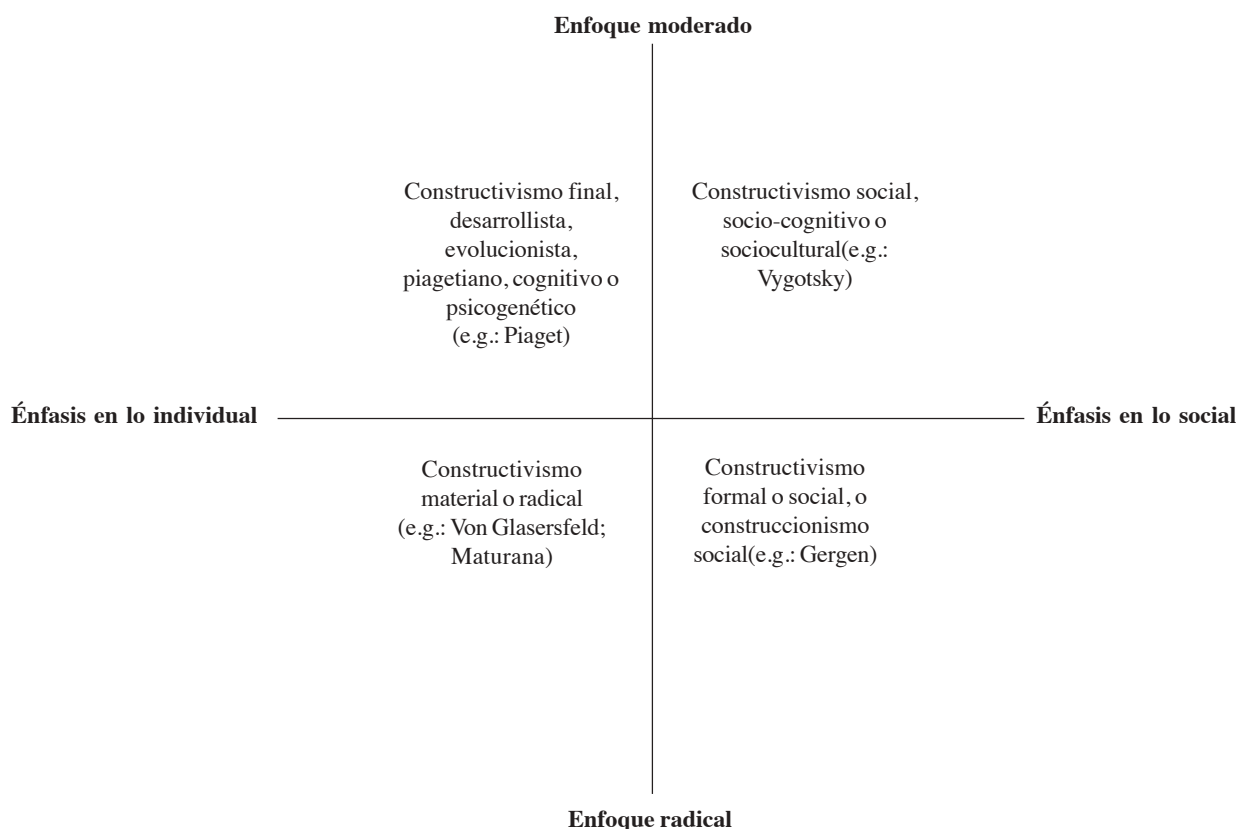 Enfoque moderado
Constructivismo final,
desarrollista,
evolucionista,
piagetiano, cognitivo o
psicogenético
(e.g.: Piaget)
Constructivismo social,
socio-cognitivo o
sociocultural(e.g.:
Vygotsky)
Énfasis en lo individual
Énfasis en lo social
Constructivismo
material o radical
(e.g.: Von Glasersfeld;
Maturana)
Constructivismo
formal o social, o
construccionismo
social(e.g.: Gergen)
Enfoque radical